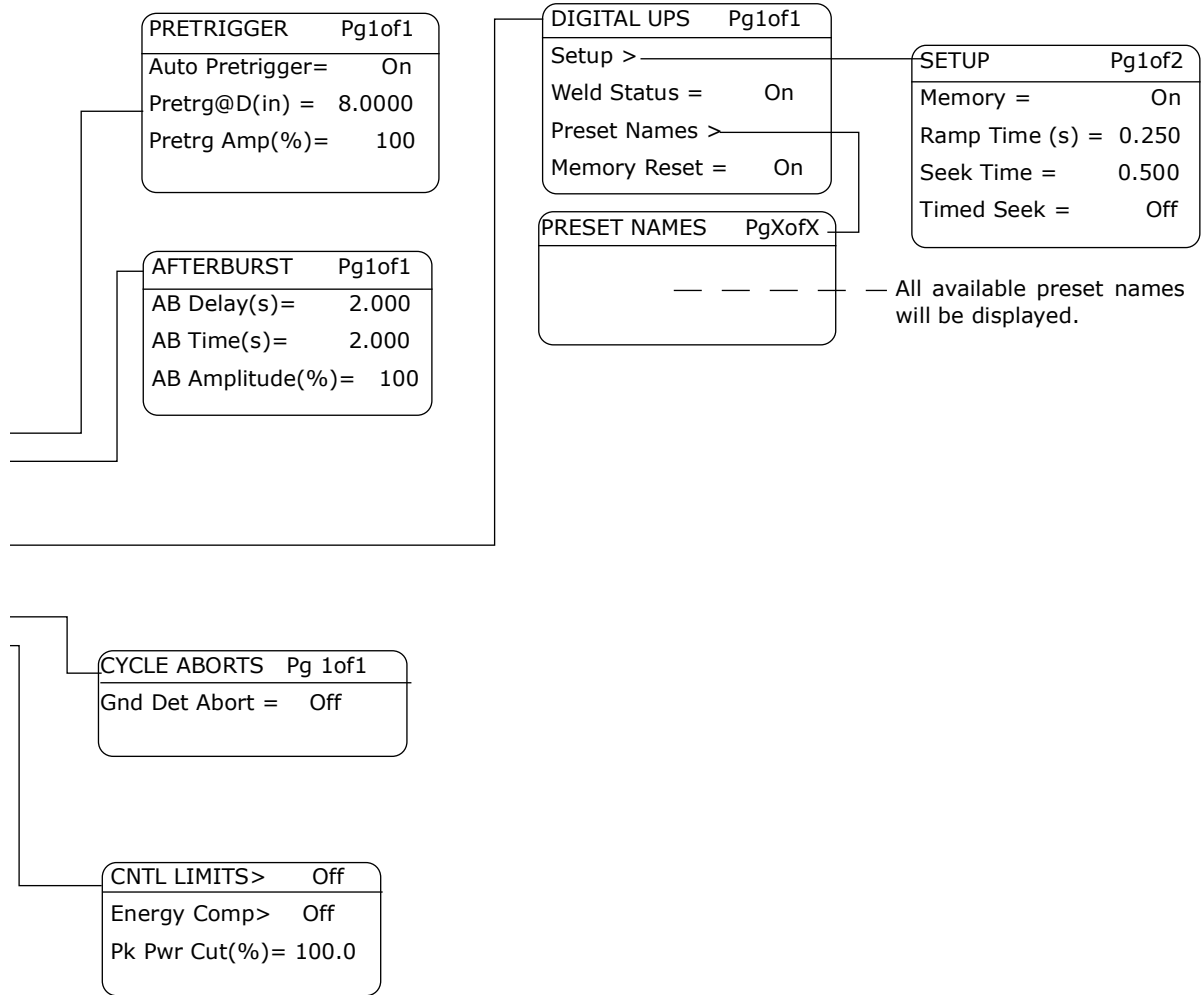 PRETRIGGER Pg1of1
Auto Pretrigger= On
Pretrg@D(in) = 8.0000
Pretrg Amp(%)= 100
AFTERBURST Pg1of1
AB Delay(s)= 2.000
AB Time(s)= 2.000
AB Amplitude(%)= 100
DIGITAL UPS Pg1of1
Setup >
Weld Status = On
Preset Names >
Memory Reset = On
SETUP Pg1of2
Memory = On
Ramp Time (s) = 0.250
Seek Time = 0.500
Timed Seek = Off
PRESET NAMES PgXofX
All available preset names
will be displayed.
CYCLE ABORTS Pg 1of1
Gnd Det Abort = Off
CNTL LIMITS> Off
Energy Comp> Off
Pk Pwr Cut(%)= 100.0